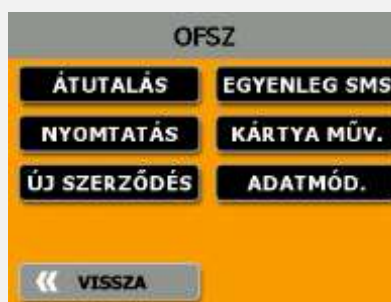 OFSZ
ÁTUTALÁS EGYENLEG SMS
NYOMTATÁS KÁRTYA MŰV.
ÚJ SZERZŐDÉS ADATMÓD.
VISSZA